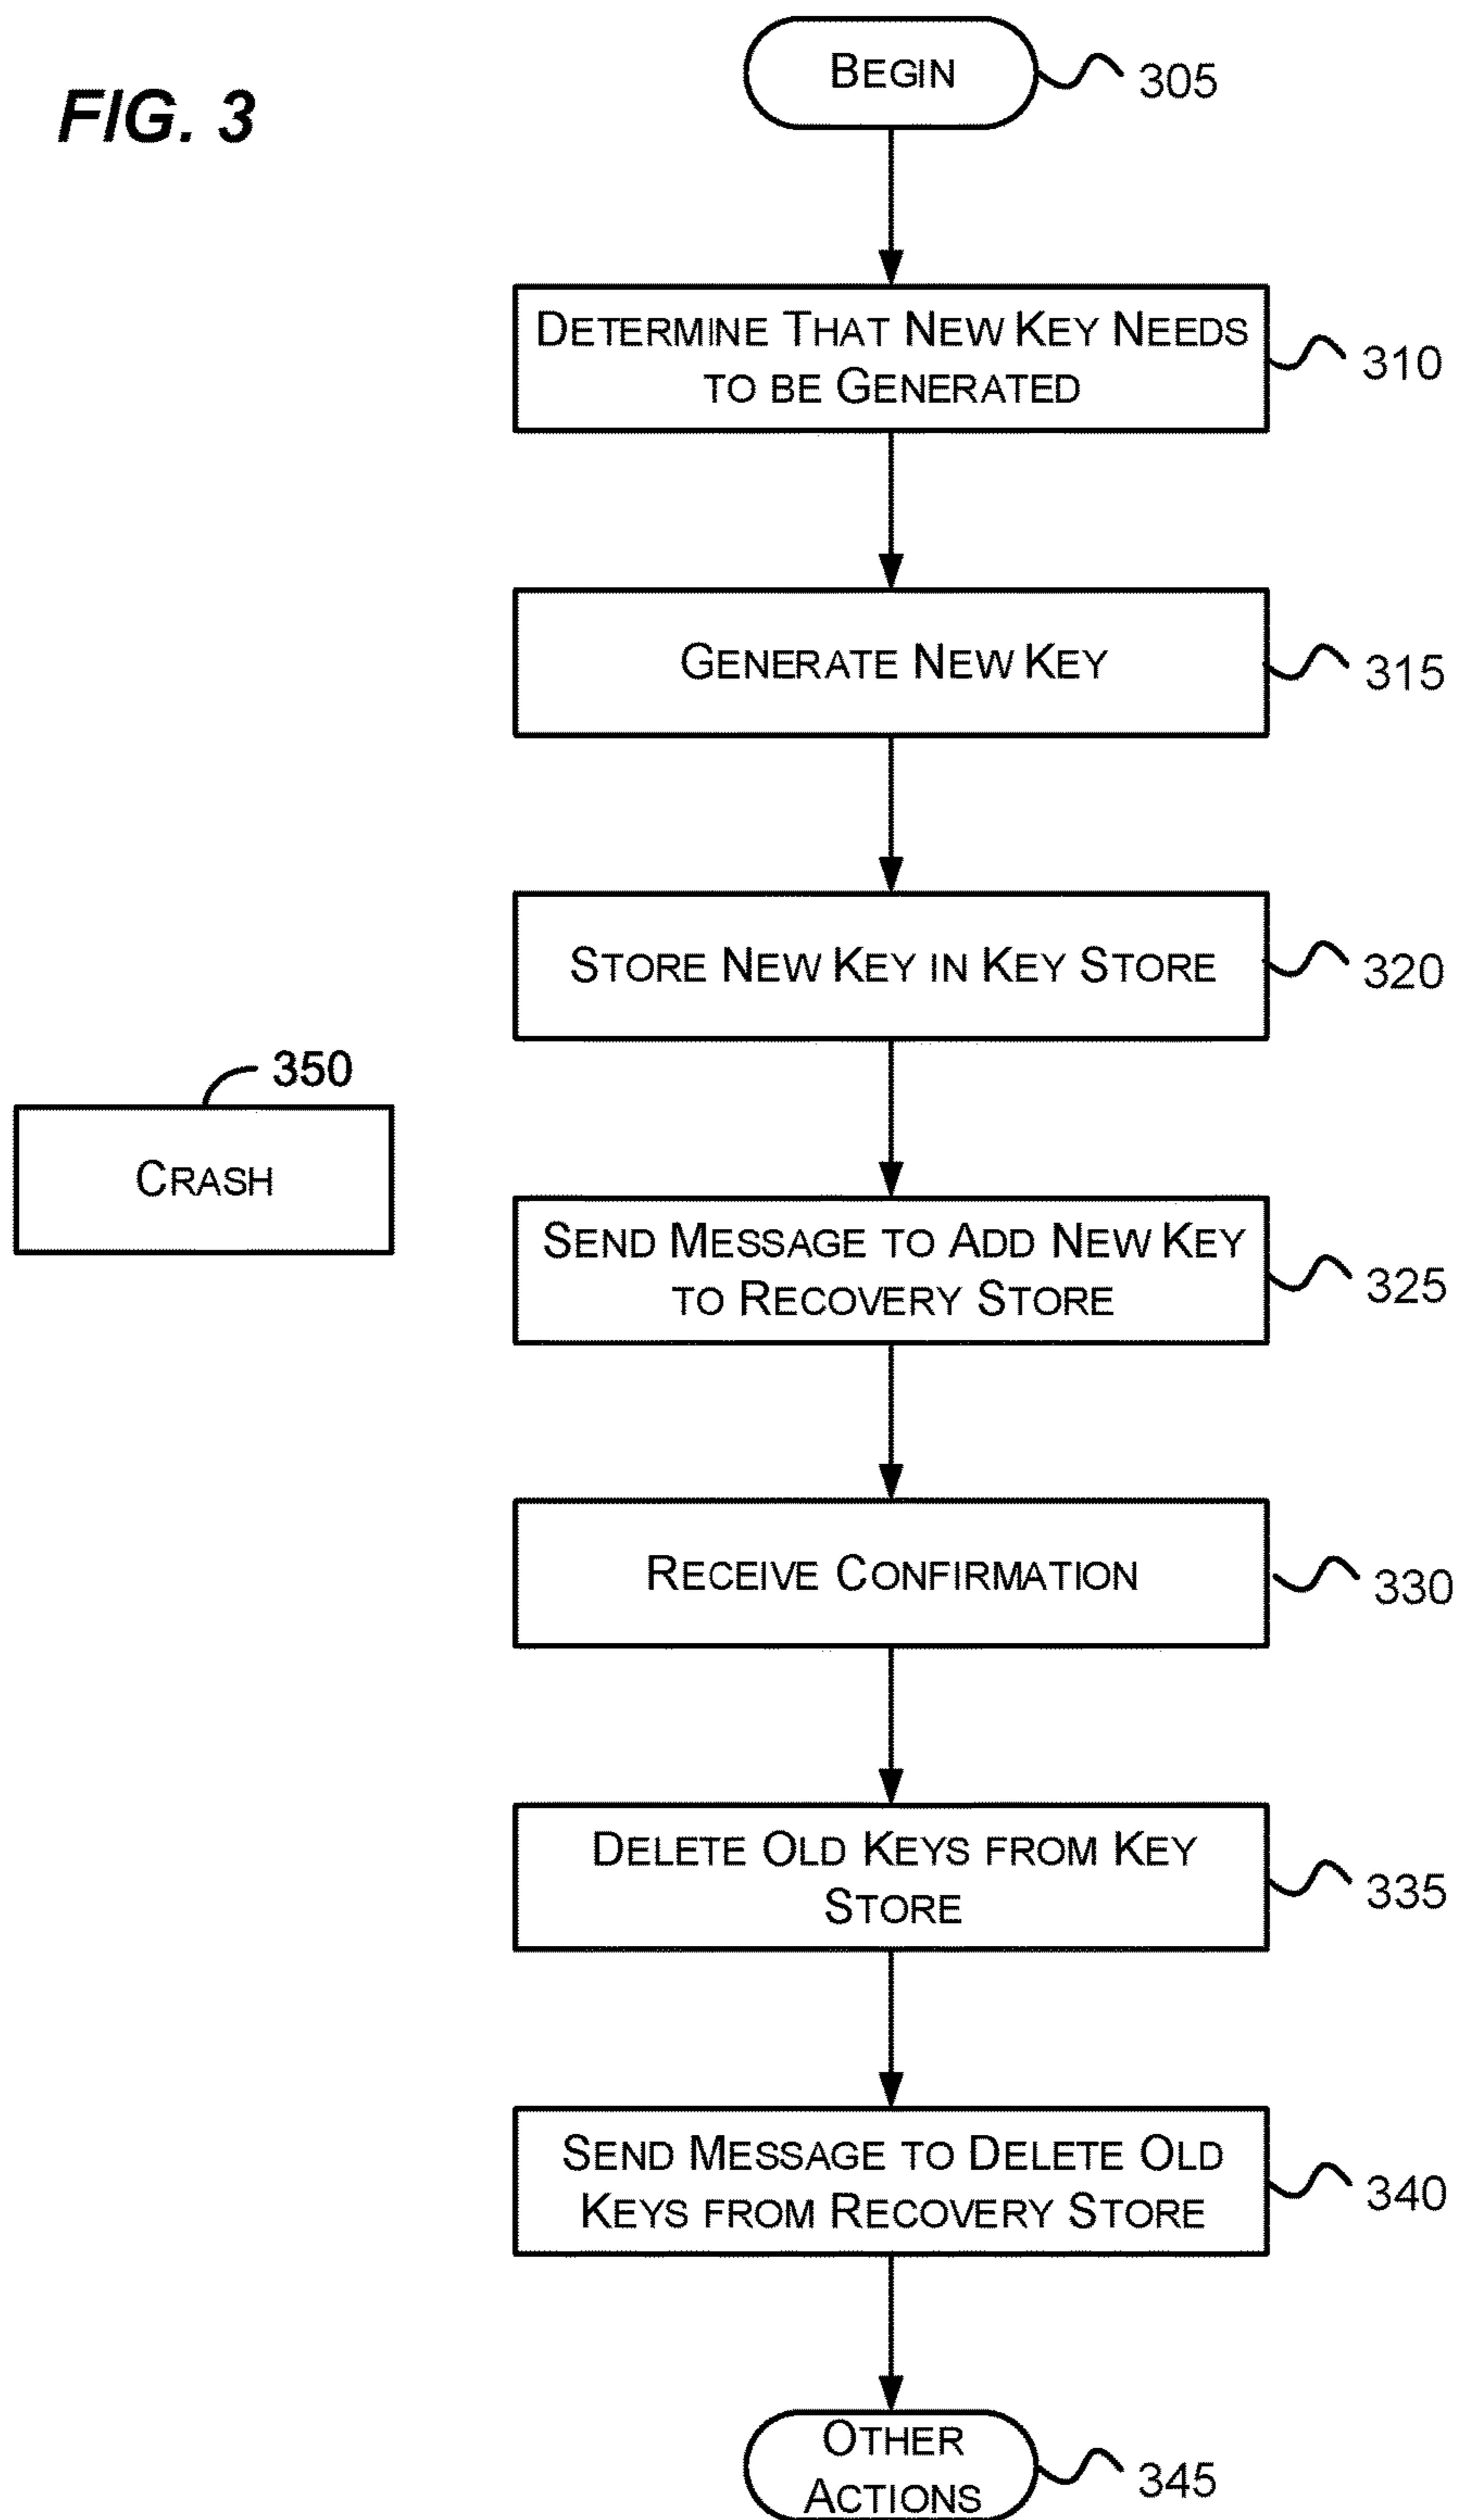 FIG. 3
BEGIN
305
DETERMINE THAT NEW KEY NEEDS
TO BE GENERATED
310
GENERATE NEW KEY
315
STORE NEW KEY IN KEY STORE
320
350
CRASH
SEND MESSAGE TO ADD NEW KEY
TO RECOVERY STORE
325
RECEIVE CONFIRMATION
330
DELETE OLD KEYS FROM KEY
STORE
335
SEND MESSAGE TO DELETE OLD
KEYS FROM RECOVERY STORE
340
OTHER
ACTIONS
345